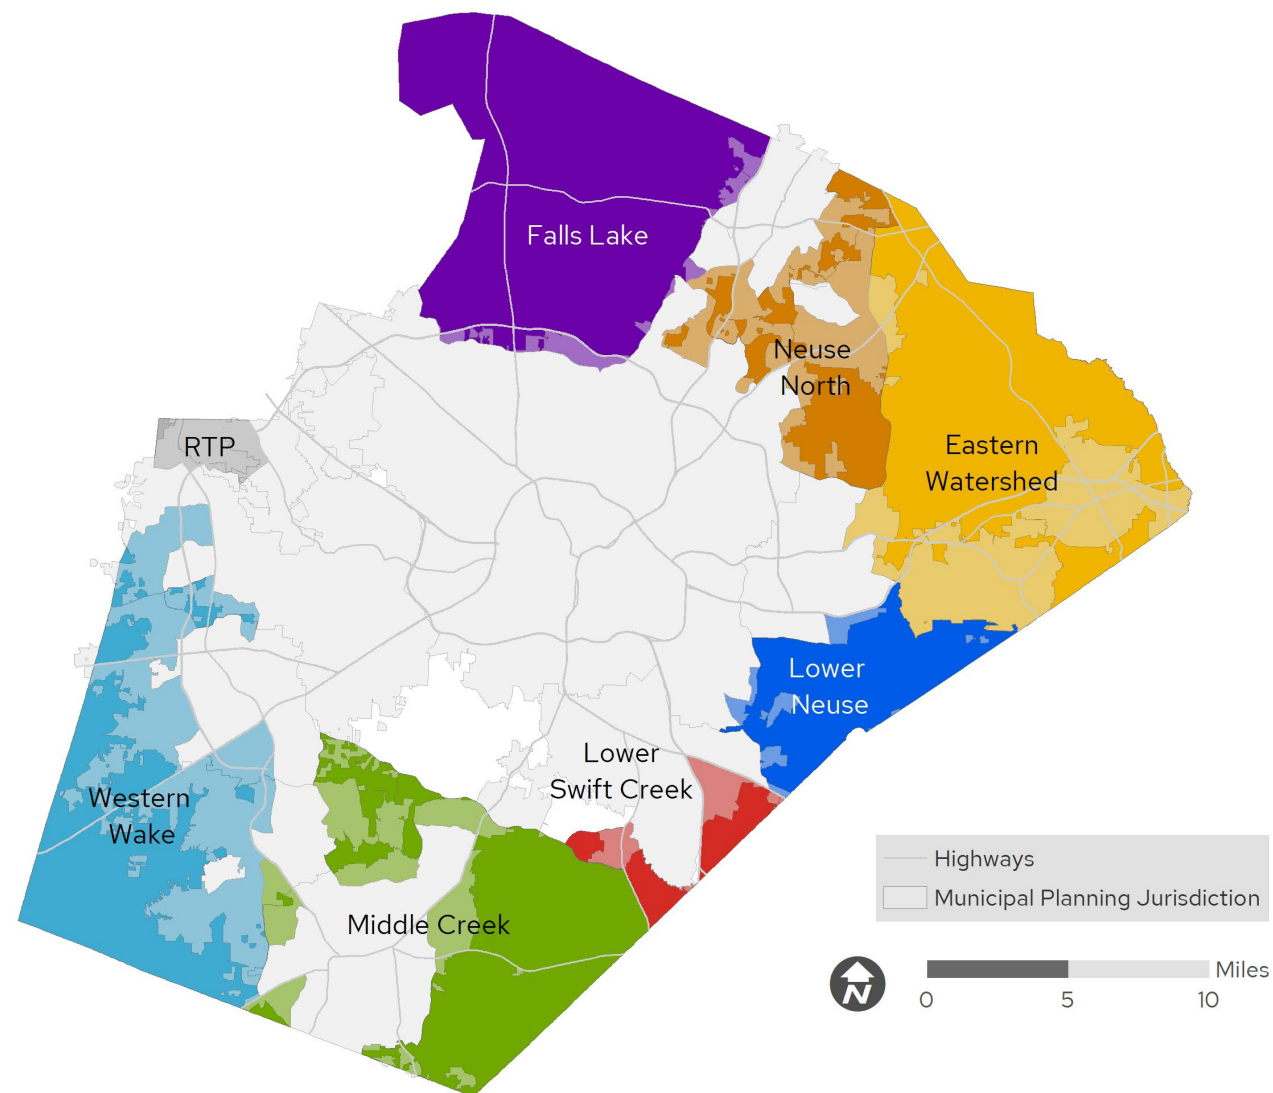 Falls Lake
Neuse
North
RTP
Eastern
Watershed
Lower
Neuse
Lower
Swift Creek
Western
Wake
Middle Creek
Highways
Municipal Planning Jurisdiction
N
Miles
0 5 10